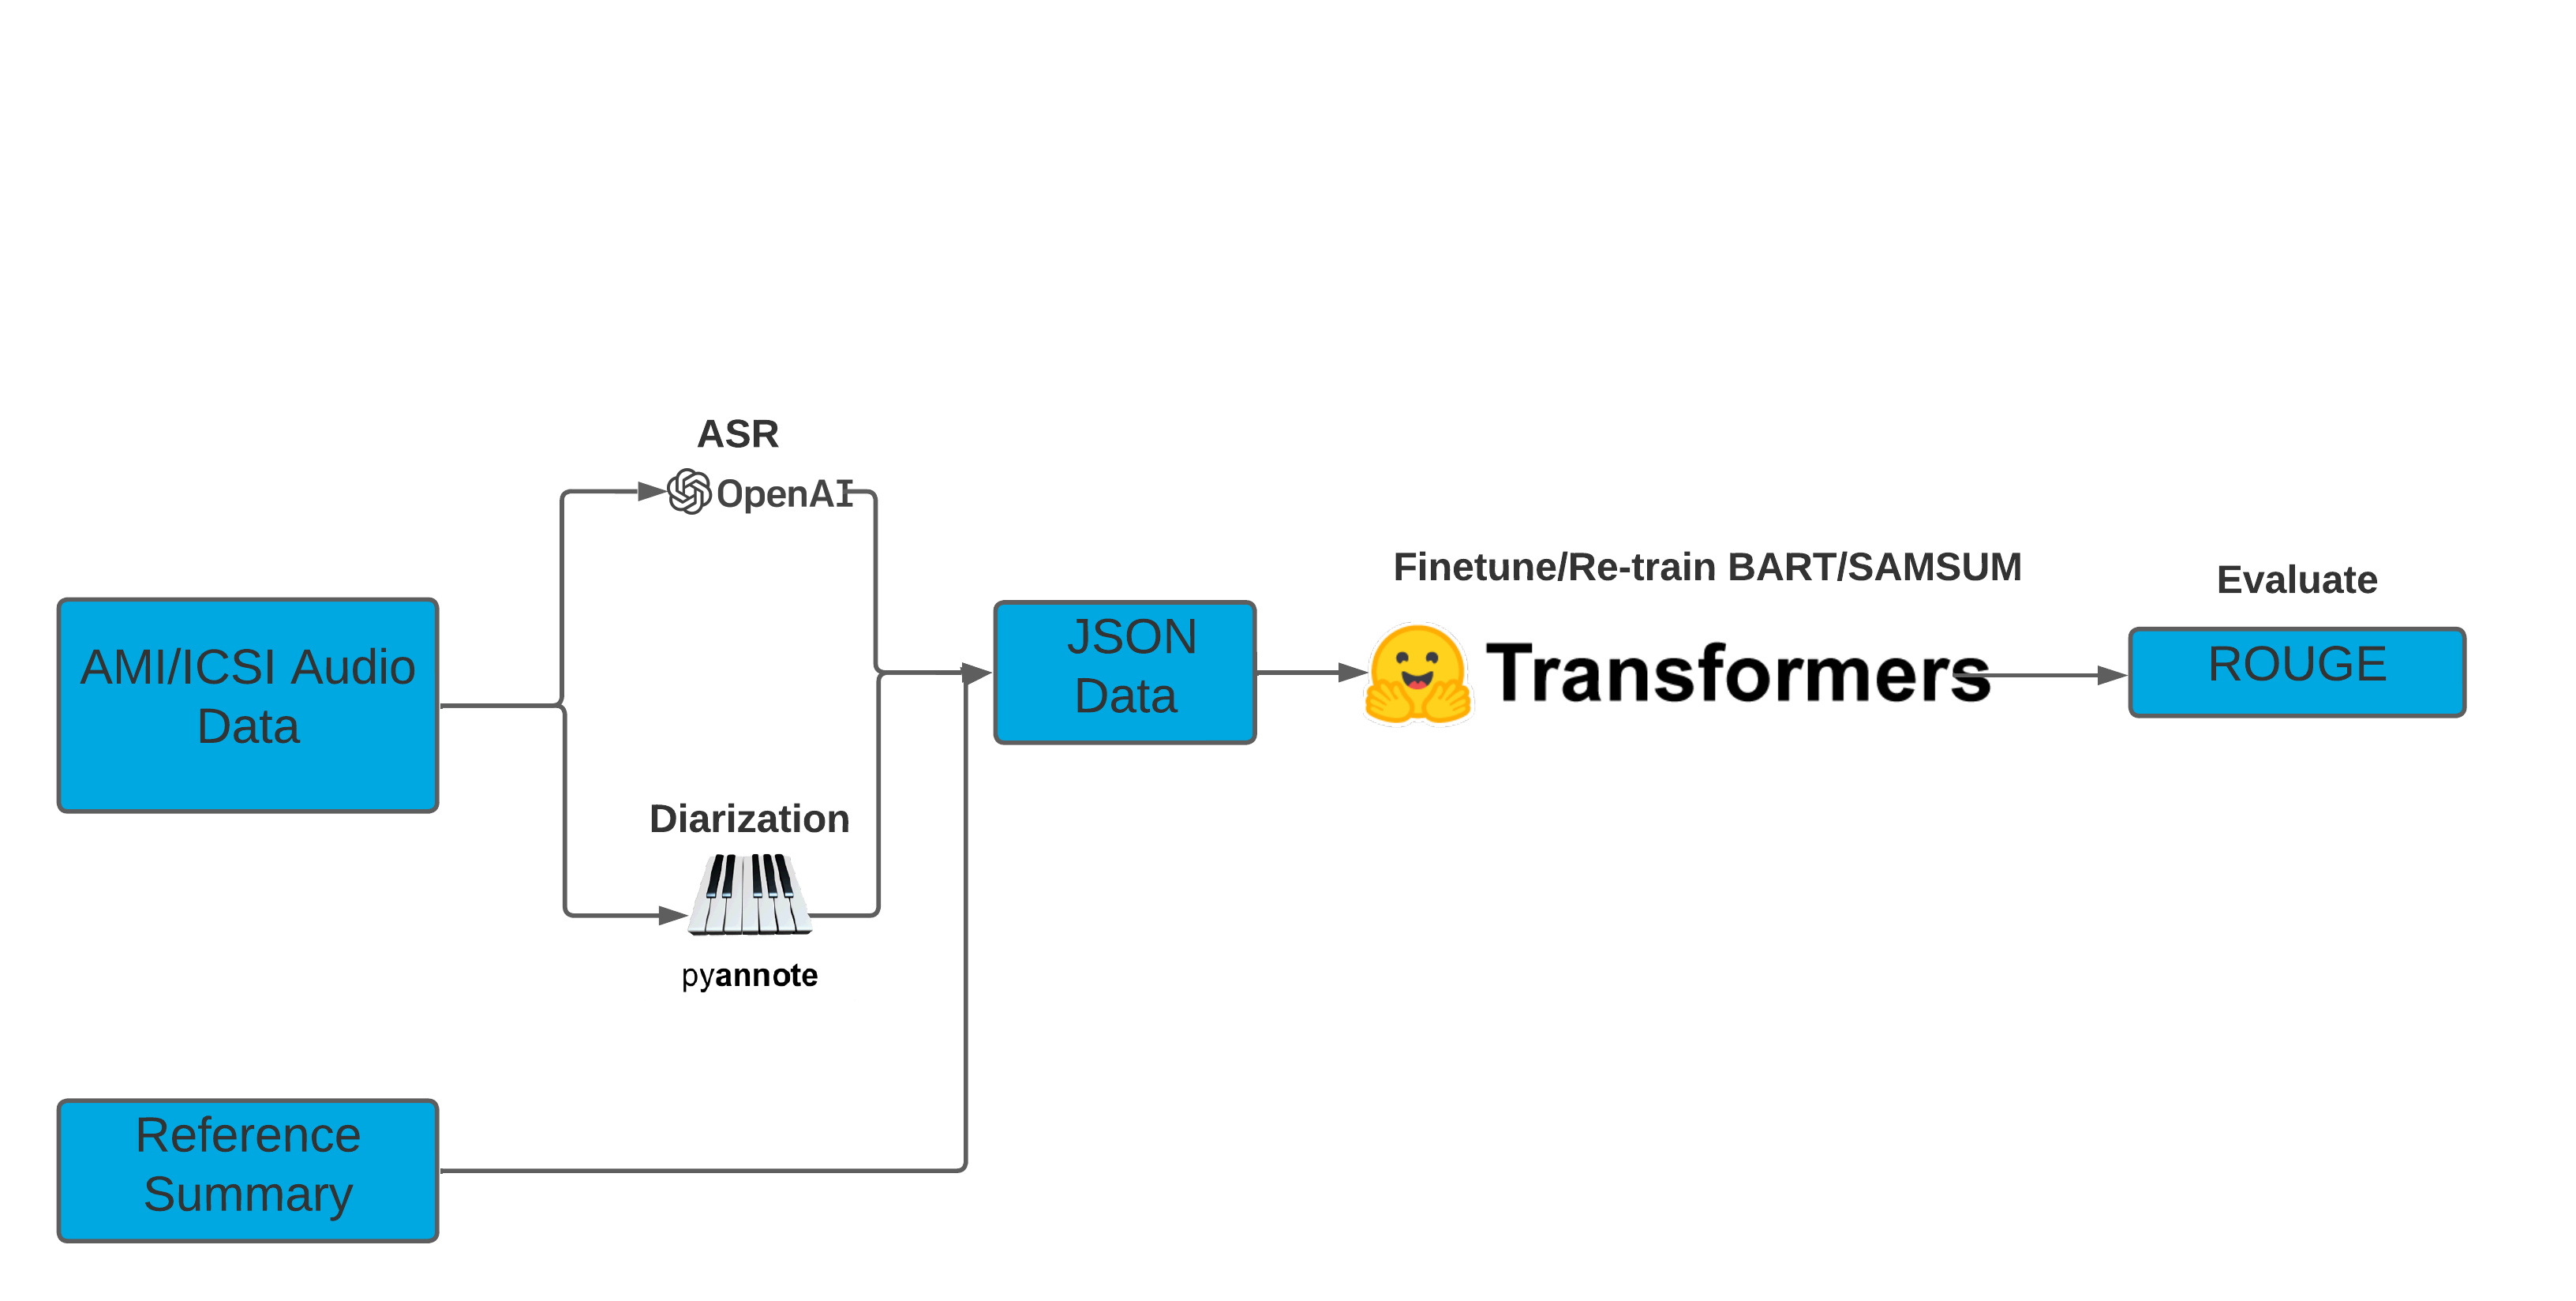 ASR
OpenAI
AMI/ICSI Audio
Data
Diarization
pyannote
Reference
Summary
JSON
Data
Finetune/Re-train BART/SAMSUM
Transformers
Evaluate
ROUGE